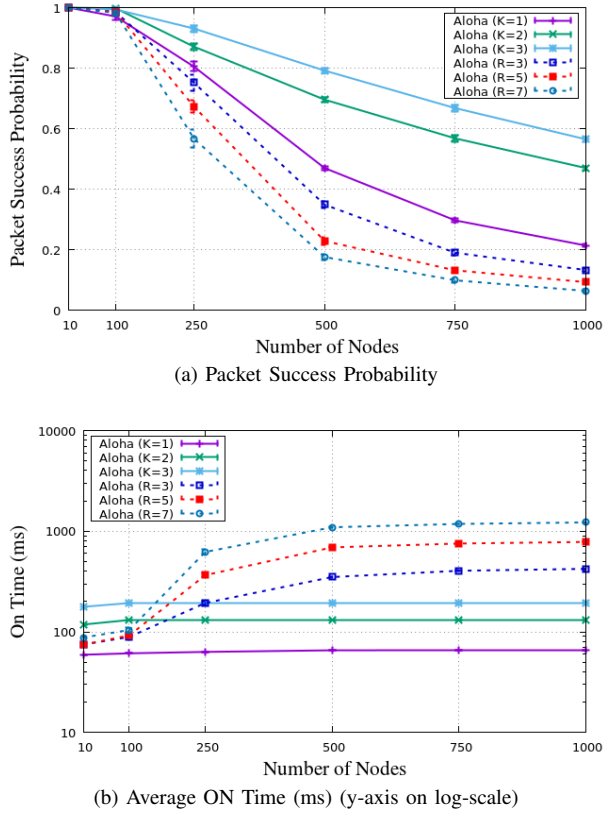 1
0.8
0.6
0.4
0.2
0
Packet Success Probability
Aloha (K=1)
Aloha (K=2)
Aloha (K=3)
Aloha (R=3)
Aloha (R=5)
Aloha (R=7)
10 100 250 500 750 1000
Number of Nodes
(a) Packet Success Probability
10000
1000
100
10
On Time (ms)
Aloha (K=1)
Aloha (K=2)
Aloha (K=3)
Aloha (R=3)
Aloha (R=5)
Aloha (R=7)
10 100 250 500 750 1000
Number of Nodes
(b) Average ON Time (ms) (y-axis on log-scale)